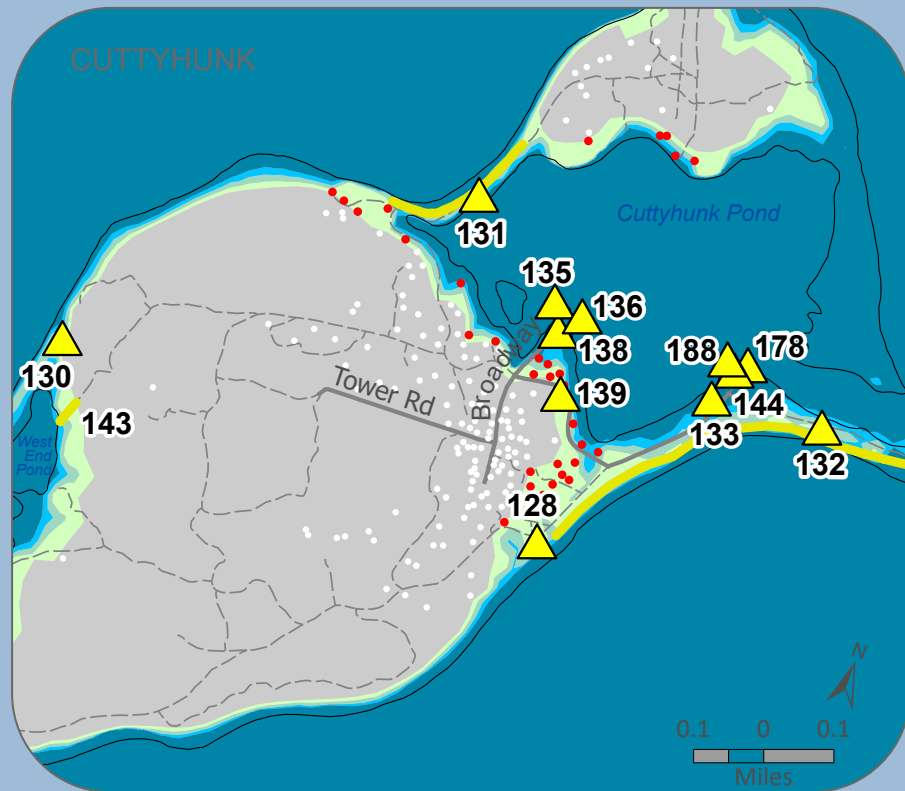 CUTTYHUNK
Cuttyhunk Pond
131
135
136
138
Broadway
188
178
130
Tower Rd
139
144
143
133
132
West
End
Pond
128
N
0.1 0 0.1
Miles